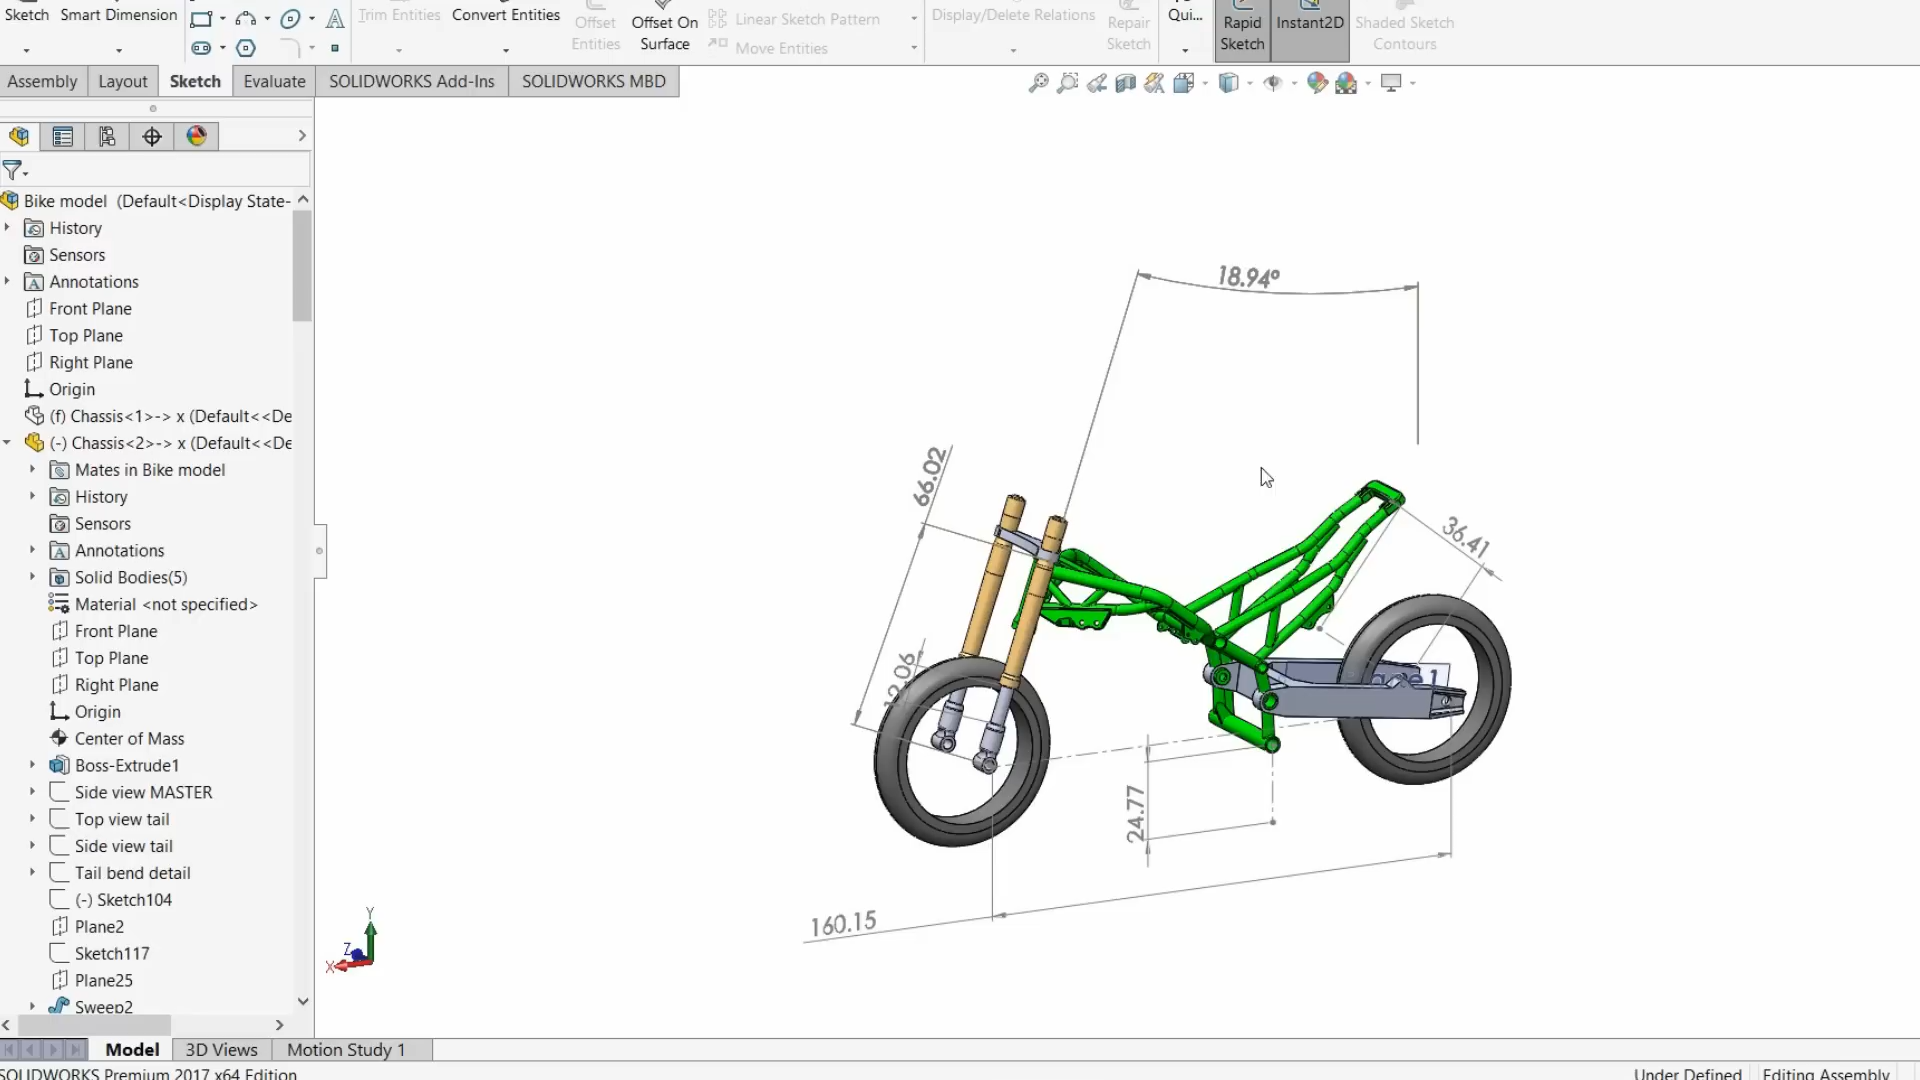 Sketch Smart Dimension Trim Entities Convert Entities Offset Entities Offset On Surface Linear Sketch Pattern Move Entities Display/Delete Relations Repair Sketch Qui... Rapid Sketch Instant2D Shaded Sketch Contours
Assembly Layout Sketch Evaluate SOLIDWORKS Add-Ins SOLIDWORKS MBD
Bike model (Default<Display State-
History
Sensors
Annotations
Front Plane
Top Plane
Right Plane
Origin
(f) Chassis<1>-> x (Default<<De
(-) Chassis<2>-> x (Default<<De
Mates in Bike model
History
Sensors
Annotations
Solid Bodies(5)
Material <not specified>
Front Plane
Top Plane
Right Plane
Origin
Center of Mass
Boss-Extrude1
Side view MASTER
Top view tail
Side view tail
Tail bend detail
(-) Sketch104
Plane2
Sketch117
Plane25
Sweep2
18.94°
66.02
36.41
12.06
24.77
160.15
Y
Z
X
Model 3D Views Motion Study 1
SOLIDWORKS Premium 2017 x64 Edition Under Defined Editing Assembly